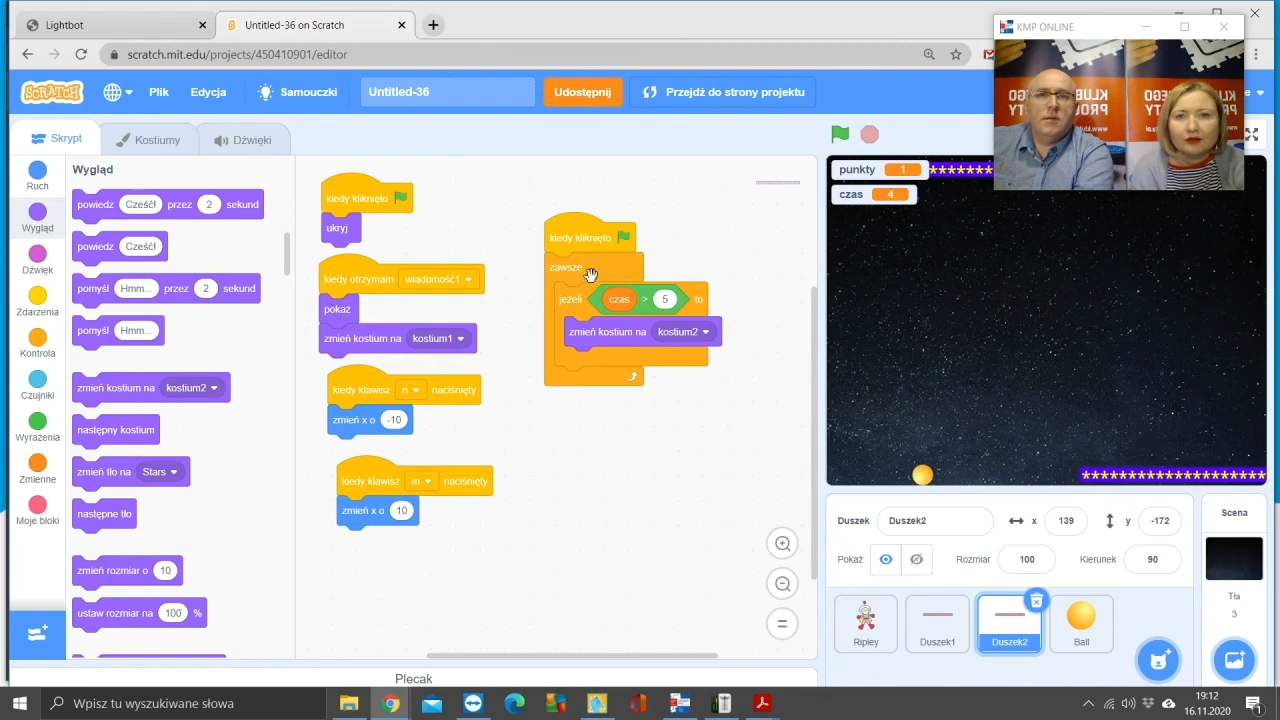 Lightbot
Untitled-36 on Scratch
scratch.mit.edu/projects/450410901/editor
KMP ONLINE
SCRATCH
Plik
Edycja
Samouczki
Untitled-36
Udostępnij
Przejdź do strony projektu
Skrypt
Kostiumy
Dźwięki
Ruch
Wygląd
Dźwięk
Zdarzenia
Kontrola
Czujniki
Wyrażenia
Zmienne
Moje bloki
Wygląd
powiedz Cześć! przez 2 sekund
powiedz Cześć!
pomyśl Hmm... przez 2 sekund
pomyśl Hmm...
zmień kostium na kostium2
następny kostium
zmień tło na Stars
następne tło
zmień rozmiar o 10
ustaw rozmiar na 100 %
kiedy kliknięto
ukryj
kiedy otrzymam wiadomość1
pokaż
zmień kostium na kostium1
kiedy klawisz n naciśnięty
zmień x o -10
kiedy klawisz m naciśnięty
zmień x o 10
kiedy kliknięto
zawsze
jeżeli czas > 5 to
zmień kostium na kostium2
punkty 1
czas 4
Duszek Duszek2 x 139 y -172
Pokaż Rozmiar 100 Kierunek 90
Ripley
Duszek1
Duszek2
Ball
Scena
Tła
3
Plecak
Wpisz tu wyszukiwane słowa
19:12
16.11.2020